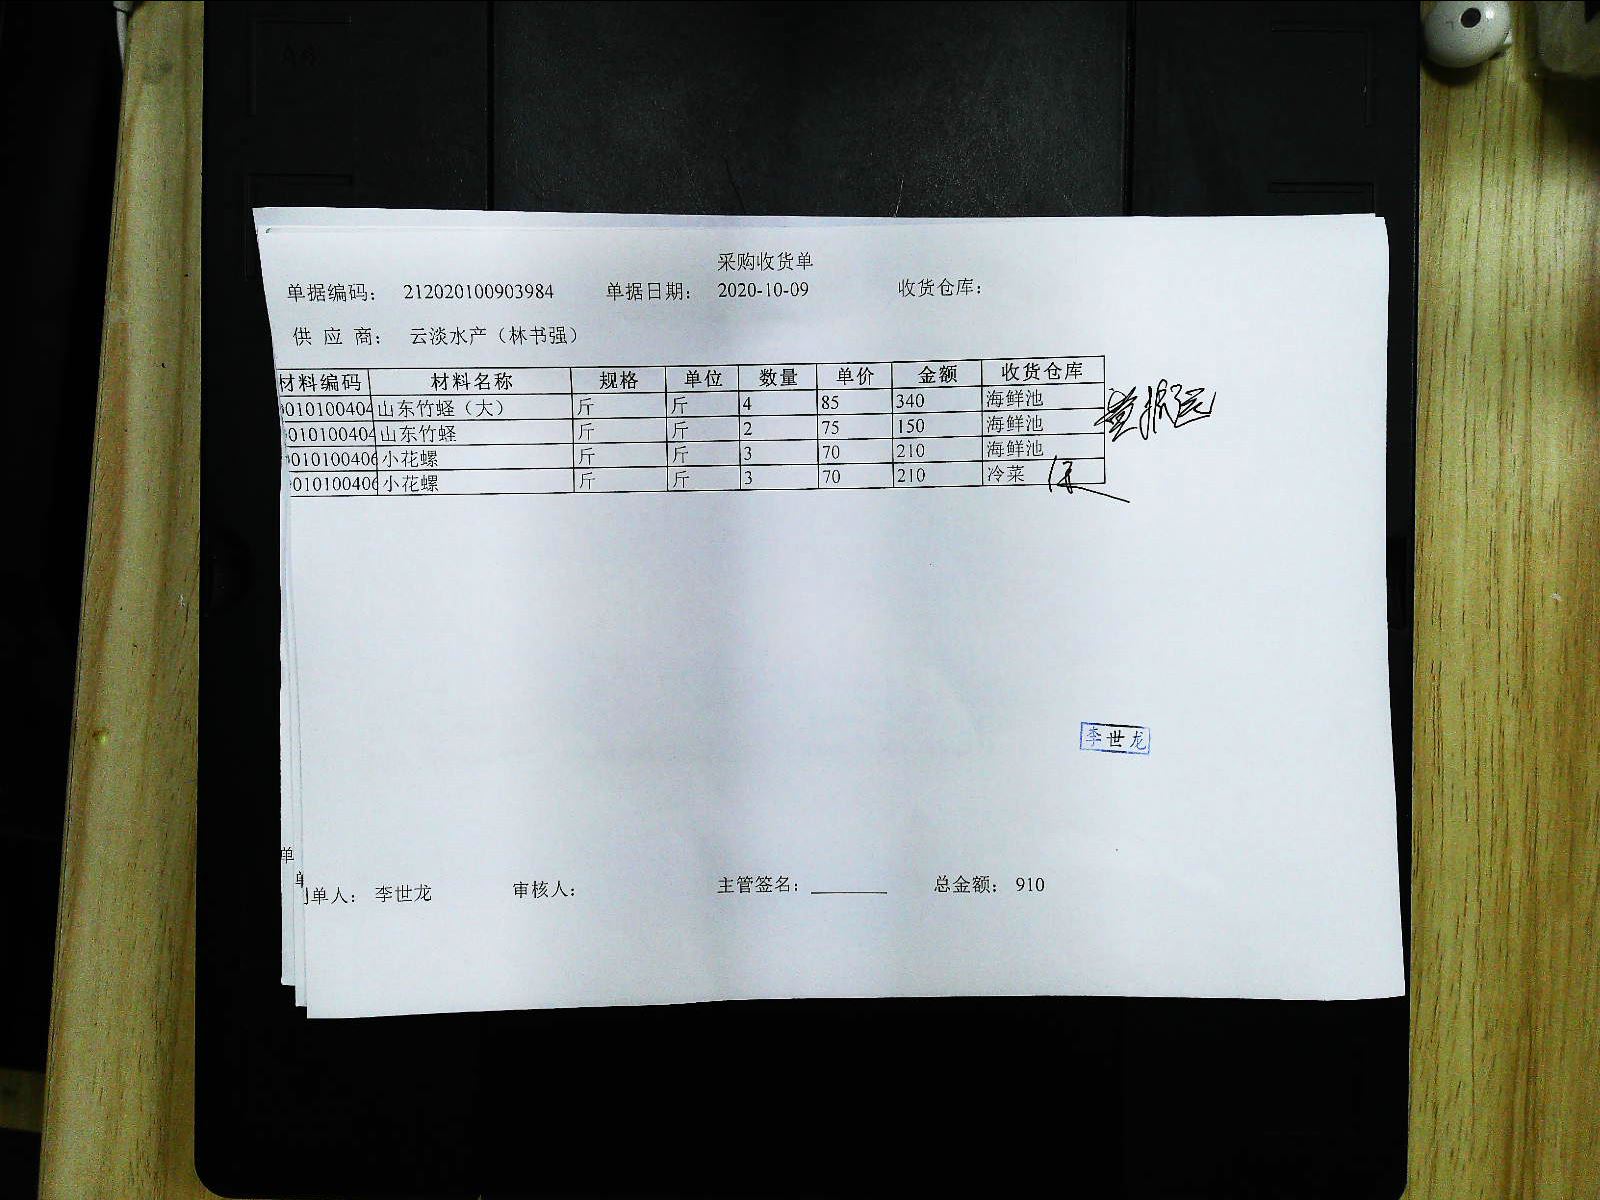 采购收货单
单据编码： 212020100903984 单据日期： 2020-10-09 收货仓库：
供 应 商： 云淡水产（林书强）
材料编码 材料名称 规格 单位 数量 单价 金额 收货仓库
010100404 山东竹蛏（大） 斤 斤 4 85 340 海鲜池
010100404 山东竹蛏 斤 斤 2 75 150 海鲜池
010100406 小花螺 斤 斤 3 70 210 海鲜池
010100406 小花螺 斤 斤 3 70 210 冷菜
李世龙
单
单人： 李世龙 审核人： 主管签名： 总金额： 910